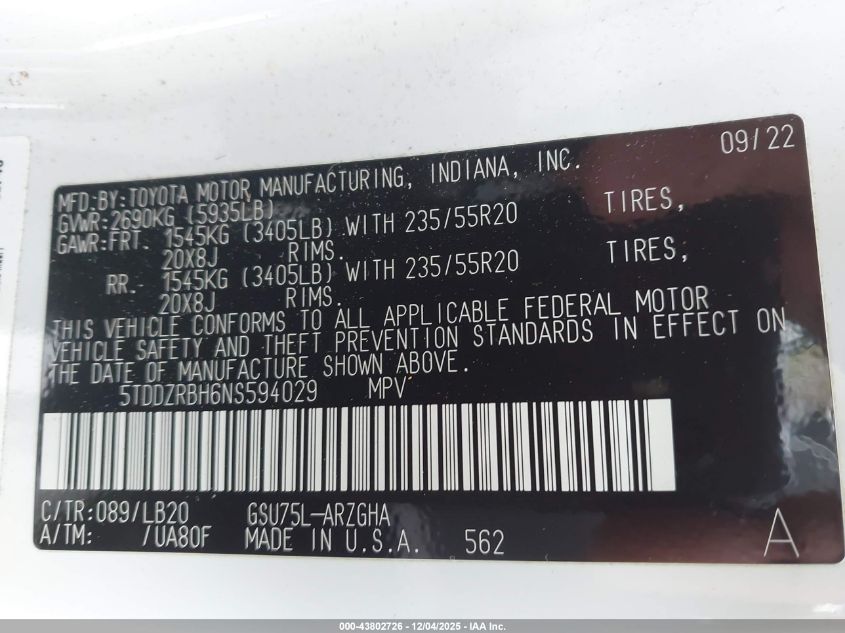 09/22
MFD.BY:TOYOTA MOTOR MANUFACTURING, INDIANA, INC.
GVWR:2690KG (5935LB)
GAWR:FRT. 1545KG (3405LB) WITH 235/55R20 TIRES,
20X8J RIMS.
RR. 1545KG (3405LB) WITH 235/55R20 TIRES,
20X8J RIMS.
THIS VEHICLE CONFORMS TO ALL APPLICABLE FEDERAL MOTOR
VEHICLE SAFETY AND THEFT PREVENTION STANDARDS IN EFFECT ON
THE DATE OF MANUFACTURE SHOWN ABOVE.
5TDDZRBH6NS594029 MPV
C/TR:089/LB20 GSU75L-ARZGHA
A/TM: /UA80F MADE IN U.S.A. 562 A
000-43802726 - 12/04/2025 - IAA Inc.